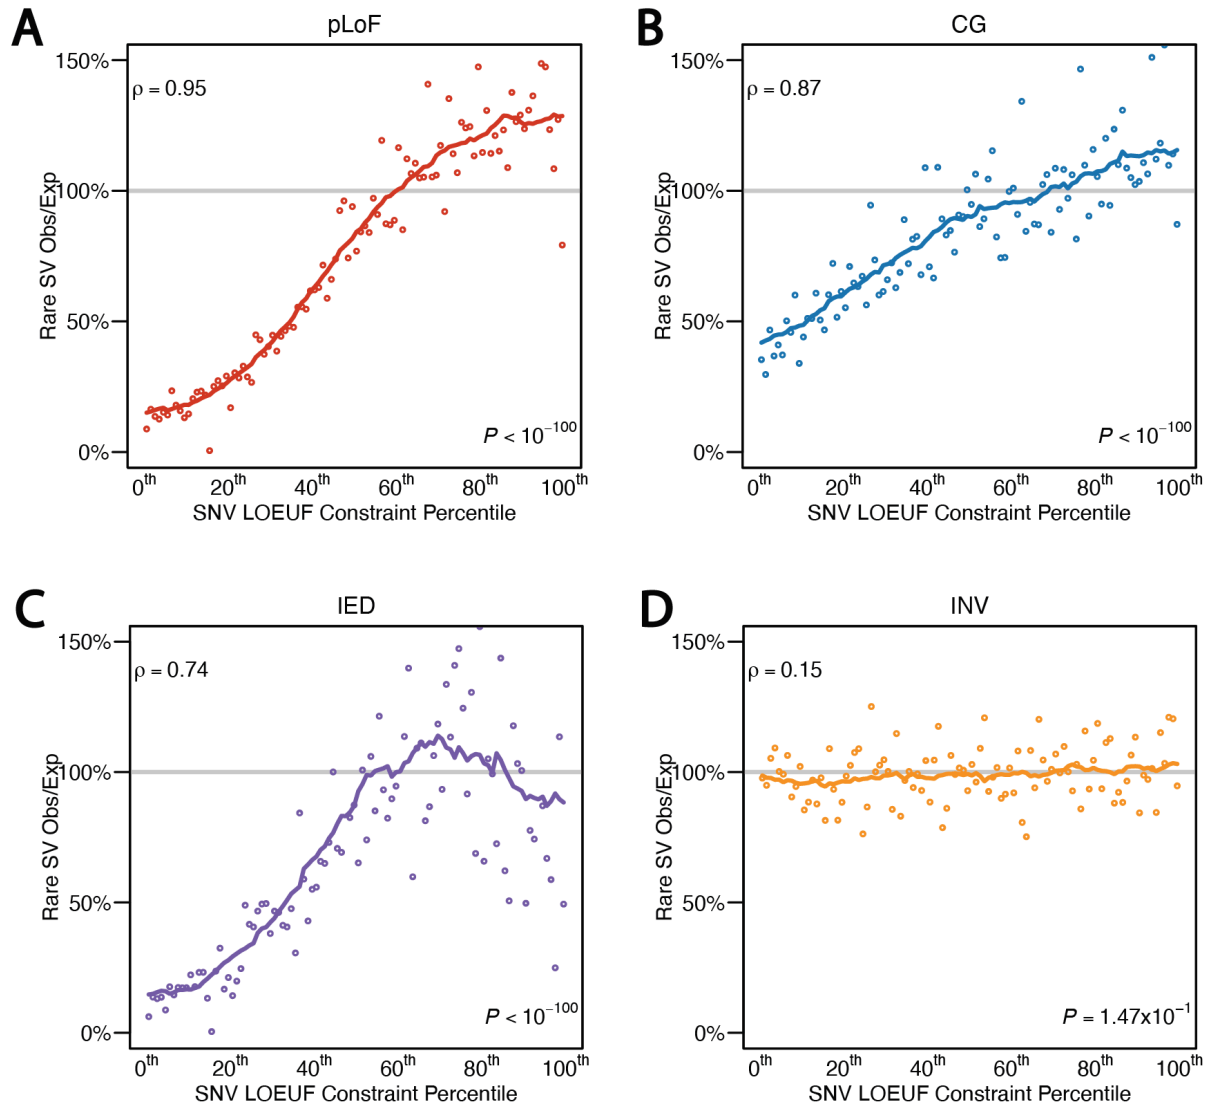 A
pLoF
150%
100%
50%
0%
Rare SV Obs/Exp
ρ = 0.95
P < 10⁻¹⁰⁰
0th 20th 40th 60th 80th 100th
SNV LOEUF Constraint Percentile
B
CG
150%
100%
50%
0%
Rare SV Obs/Exp
ρ = 0.87
P < 10⁻¹⁰⁰
0th 20th 40th 60th 80th 100th
SNV LOEUF Constraint Percentile
C
IED
150%
100%
50%
0%
Rare SV Obs/Exp
ρ = 0.74
P < 10⁻¹⁰⁰
0th 20th 40th 60th 80th 100th
SNV LOEUF Constraint Percentile
D
INV
150%
100%
50%
0%
Rare SV Obs/Exp
ρ = 0.15
P = 1.47x10⁻¹
0th 20th 40th 60th 80th 100th
SNV LOEUF Constraint Percentile